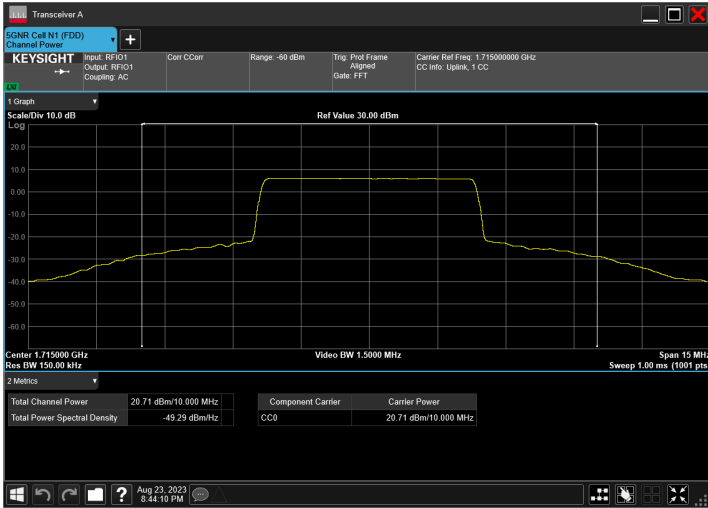 Transceiver A
5GNR Cell N1 (FDD)
Channel Power
KEYSIGHT
LXI
Input: RFIO1
Output: RFIO1
Coupling: AC
Corr CCorr
Range: -60 dBm
Trig: Prot Frame
Aligned
Gate: FFT
Carrier Ref Freq: 1.715000000 GHz
CC Info: Uplink, 1 CC
1 Graph
Scale/Div 10.0 dB
Ref Value 30.00 dBm
Log
20.0
10.0
0.00
-10.0
-20.0
-30.0
-40.0
-50.0
-60.0
Center 1.715000 GHz
Video BW 1.5000 MHz
Span 15 MHz
Res BW 150.00 kHz
Sweep 1.00 ms (1001 pts
2 Metrics
Total Channel Power 20.71 dBm/10.000 MHz
Total Power Spectral Density -49.29 dBm/Hz
Component Carrier Carrier Power
CC0 20.71 dBm/10.000 MHz
Aug 23, 2023
8:44:10 PM